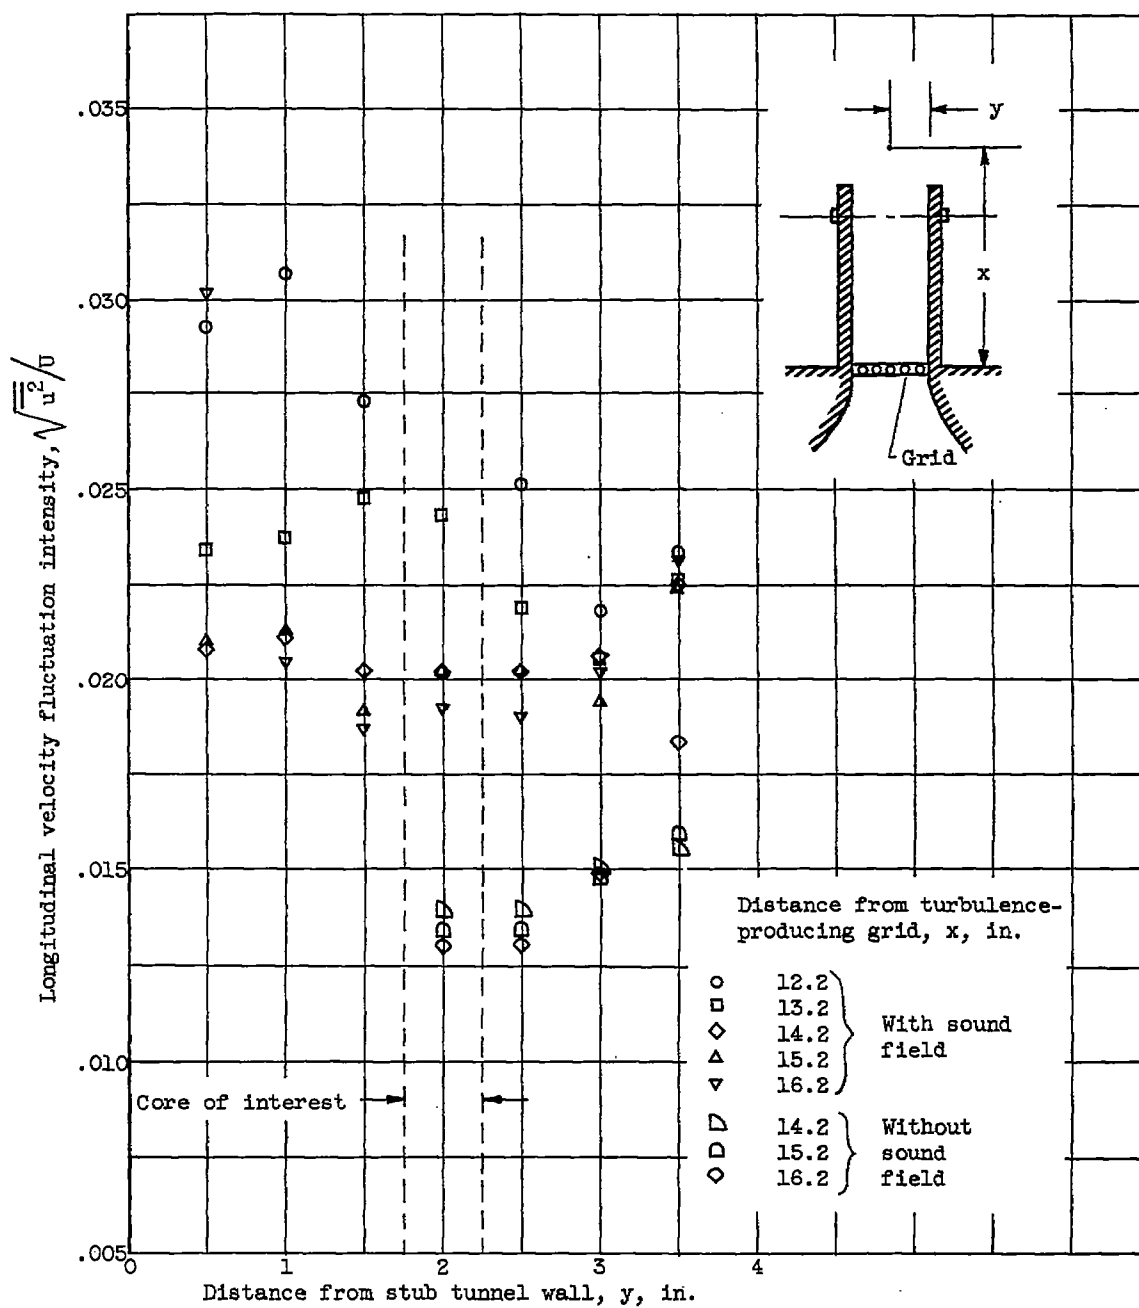 .035
.030
.025
.020
.015
.010
.005
Longitudinal velocity fluctuation intensity, √u²/U
y
x
Grid
Distance from turbulence-
producing grid, x, in.
12.2
13.2
14.2
15.2
16.2
With sound
field
14.2
15.2
16.2
Without
sound
field
Core of interest
0 1 2 3 4
Distance from stub tunnel wall, y, in.